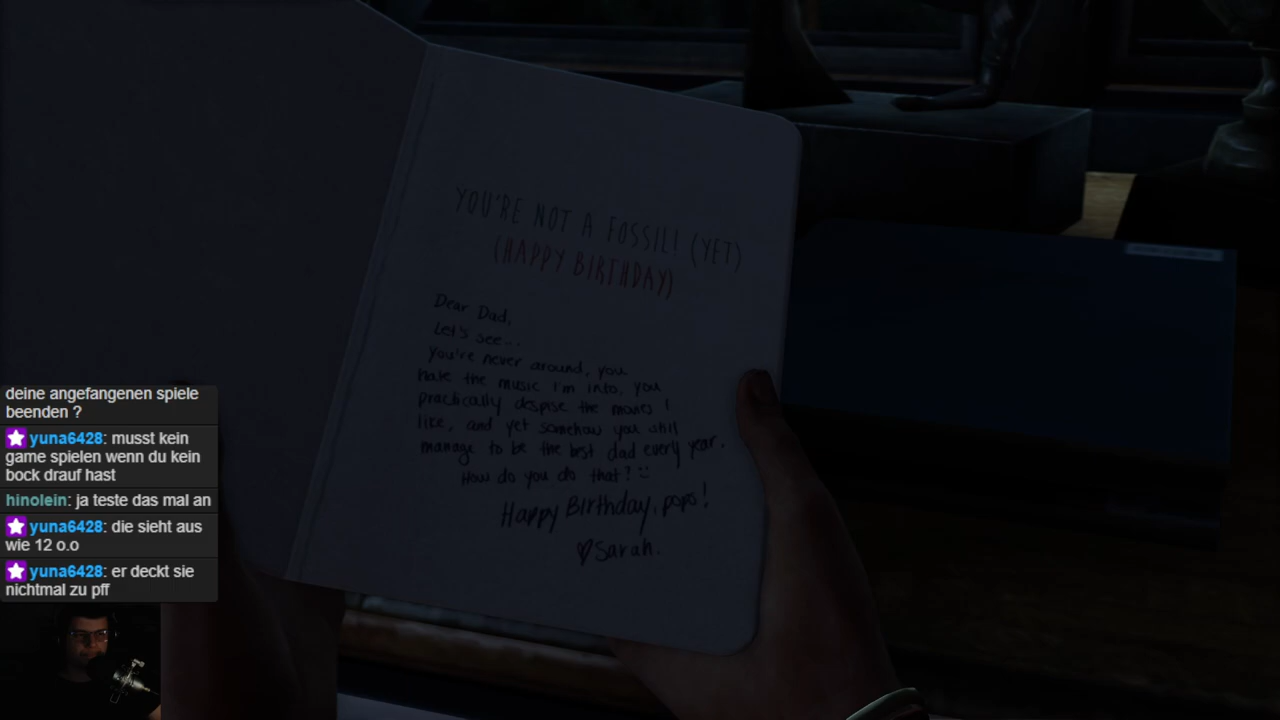 YOU'RE NOT A FOSSIL! (YET)
(HAPPY BIRTHDAY)
Dear Dad,
Let's see...
You're never around, you
hate the music I'm into, you
practically despise the movies I
like, and yet somehow you still
manage to be the best dad every year.
How do you do that? :)
Happy Birthday, pops!
♡Sarah.
deine angefangenen spiele
beenden ?
yuna6428: musst kein
game spielen wenn du kein
bock drauf hast
hinolein: ja teste das mal an
yuna6428: die sieht aus
wie 12 o.o
yuna6428: er deckt sie
nichtmal zu pff